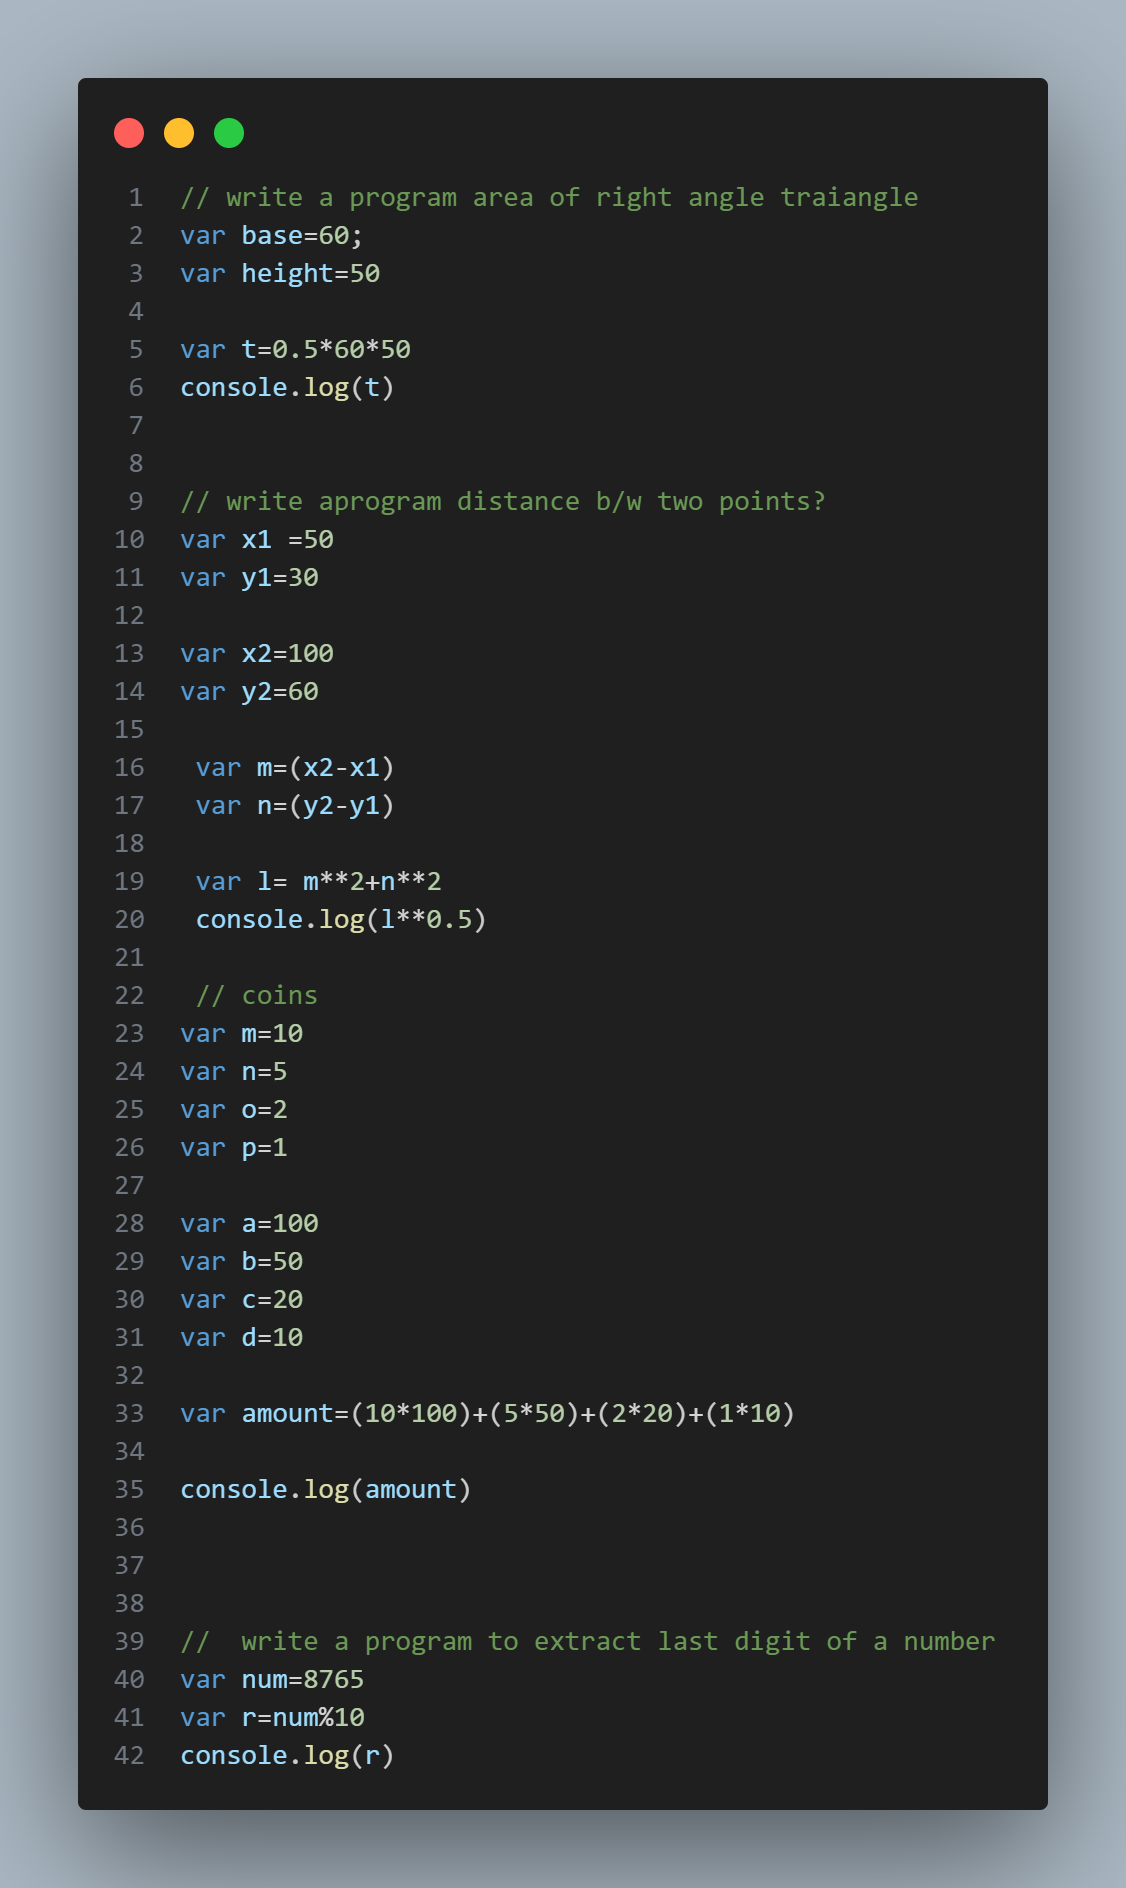 1 // write a program area of right angle traiangle
2 var base=60;
3 var height=50
4
5 var t=0.5*60*50
6 console.log(t)
7
8
9 // write aprogram distance b/w two points?
10 var x1 =50
11 var y1=30
12
13 var x2=100
14 var y2=60
15
16  var m=(x2-x1)
17  var n=(y2-y1)
18
19  var l= m**2+n**2
20  console.log(l**0.5)
21
22  // coins
23 var m=10
24 var n=5
25 var o=2
26 var p=1
27
28 var a=100
29 var b=50
30 var c=20
31 var d=10
32
33 var amount=(10*100)+(5*50)+(2*20)+(1*10)
34
35 console.log(amount)
36
37
38
39 //  write a program to extract last digit of a number
40 var num=8765
41 var r=num%10
42 console.log(r)